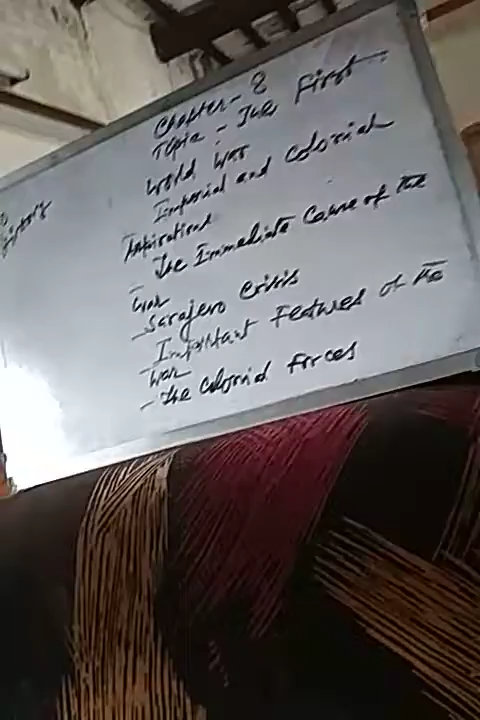 History
Chapter - 8
Topic - The First
World War
Imperial and Colonial
Aspirations
- The Immediate Cause of the
War
- Sarajevo Crisis
- Important Features of the
War
- The Colonial forces